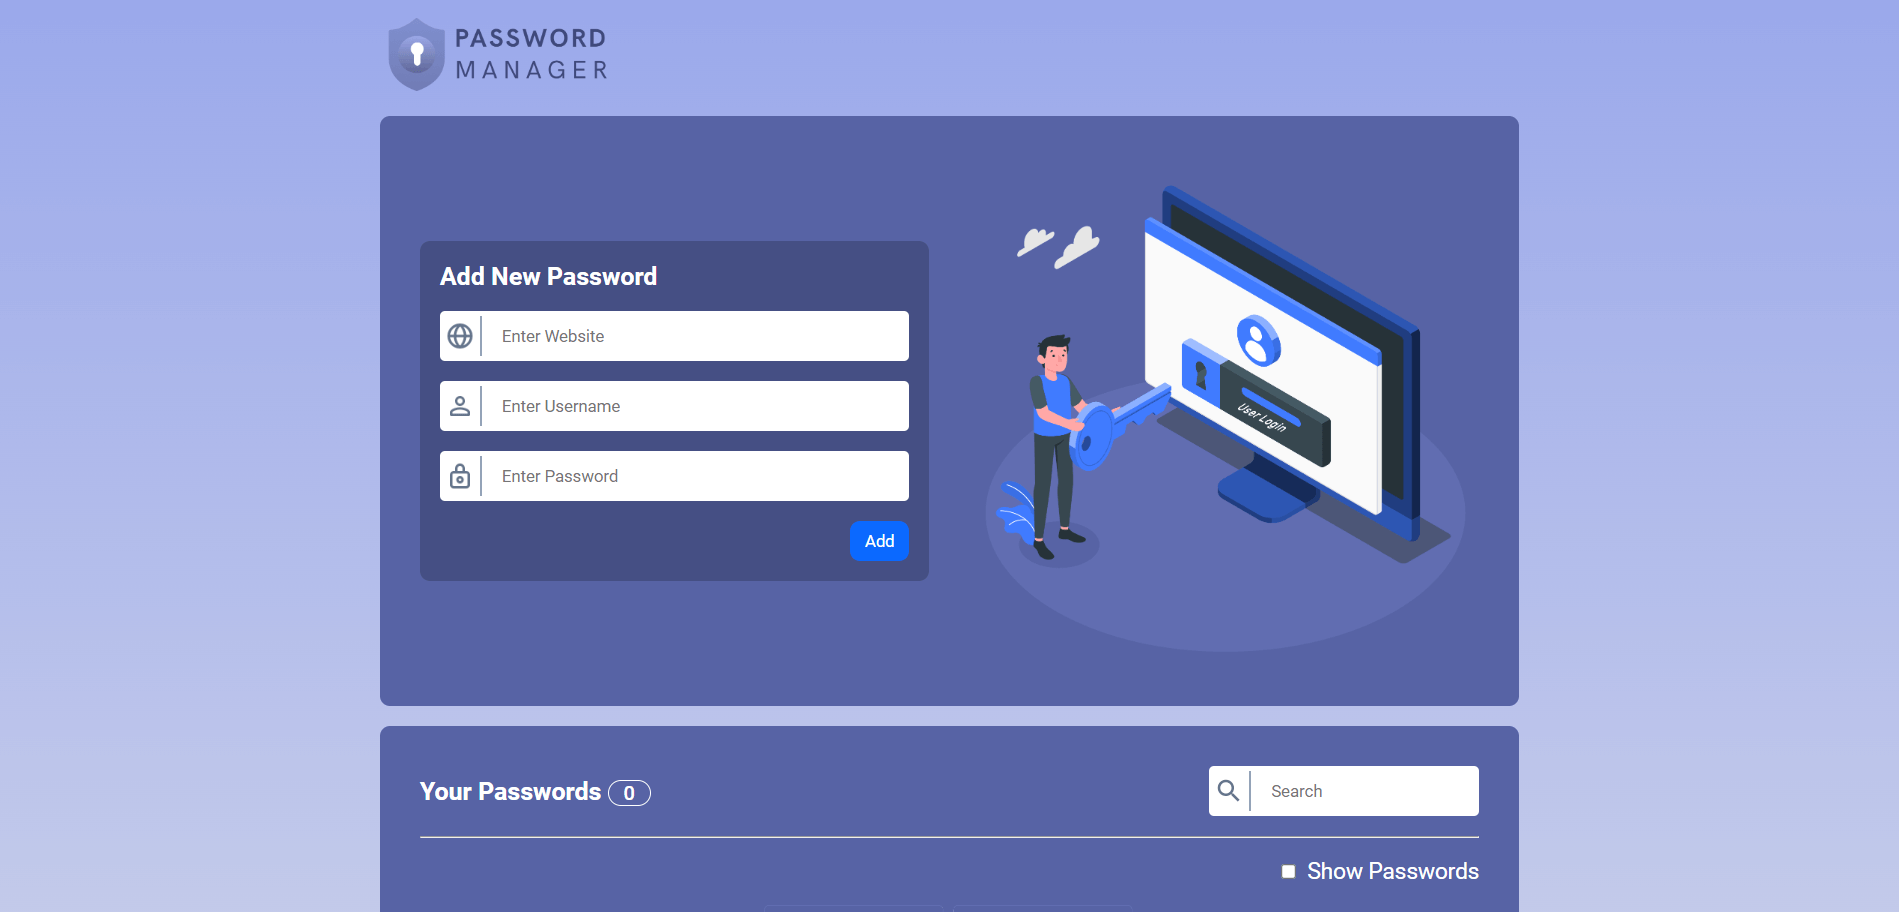 PASSWORD
MANAGER
Add New Password
Enter Website
Enter Username
Enter Password
Add
User Login
Your Passwords 0
Search
Show Passwords